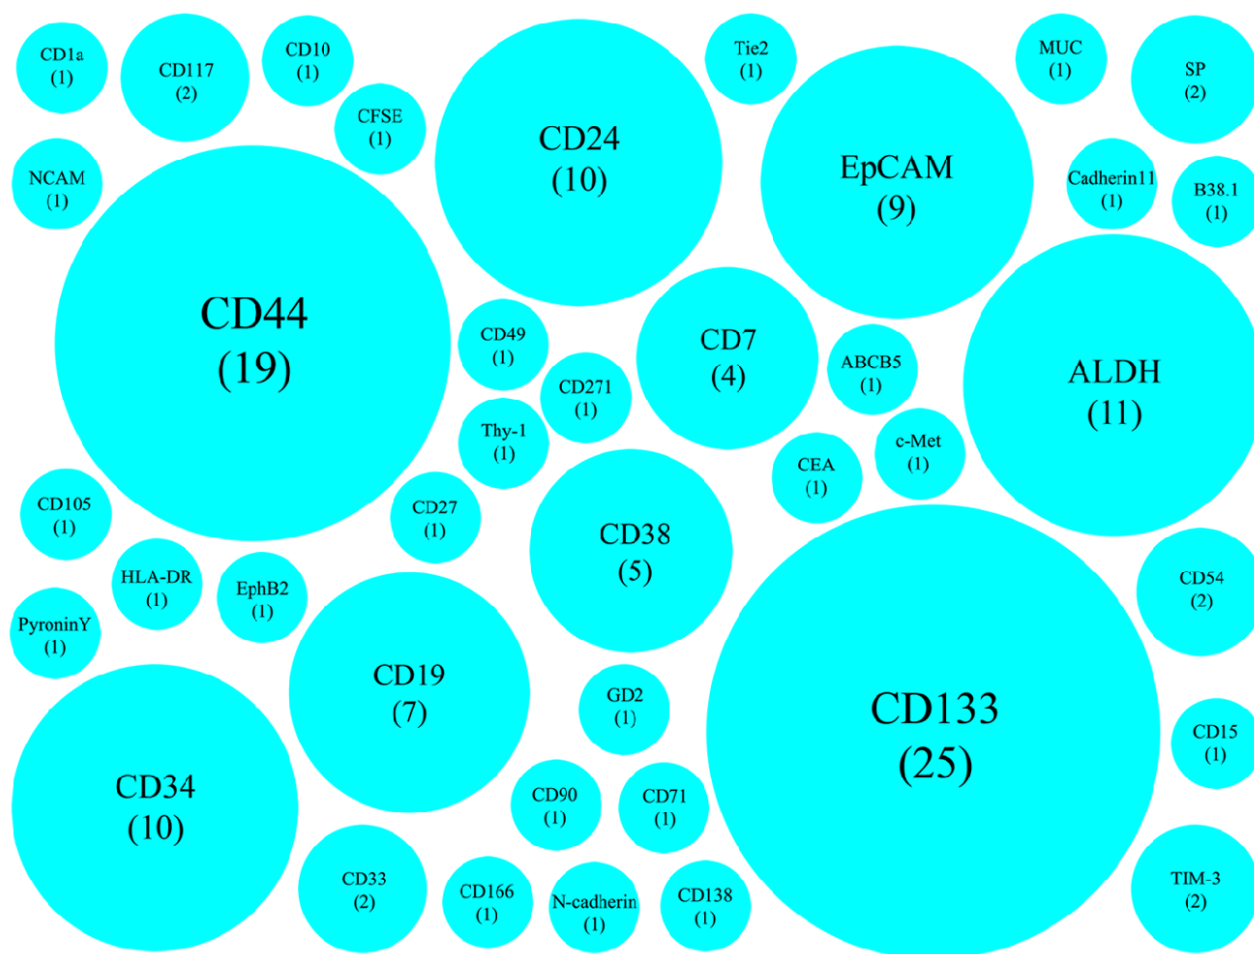 CD1a
(1)
CD117
(2)
CD10
(1)
CFSE
(1)
CD24
(10)
Tie2
(1)
EpCAM
(9)
MUC
(1)
SP
(2)
NCAM
(1)
Cadherin11
(1)
B38.1
(1)
CD44
(19)
CD49
(1)
CD271
(1)
CD7
(4)
ABCB5
(1)
ALDH
(11)
Thy-1
(1)
c-Met
(1)
CEA
(1)
CD105
(1)
CD27
(1)
CD38
(5)
HLA-DR
(1)
EphB2
(1)
CD54
(2)
PyroninY
(1)
CD19
(7)
GD2
(1)
CD133
(25)
CD15
(1)
CD34
(10)
CD90
(1)
CD71
(1)
CD33
(2)
CD166
(1)
N-cadherin
(1)
CD138
(1)
TIM-3
(2)